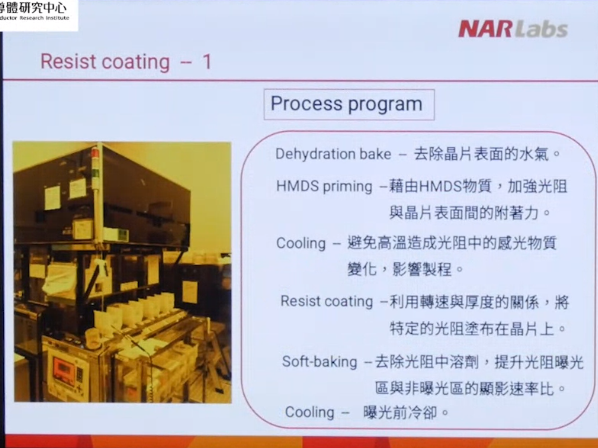 導體研究中心
ductor Research Institute
NARLabs
Resist coating － 1
Process program
Dehydration bake － 去除晶片表面的水氣。
HMDS priming －藉由HMDS物質，加強光阻
與晶片表面間的附著力。
Cooling － 避免高溫造成光阻中的感光物質
變化，影響製程。
Resist coating －利用轉速與厚度的關係，將
特定的光阻塗布在晶片上。
Soft-baking －去除光阻中溶劑，提升光阻曝光
區與非曝光區的顯影速率比。
Cooling － 曝光前冷卻。